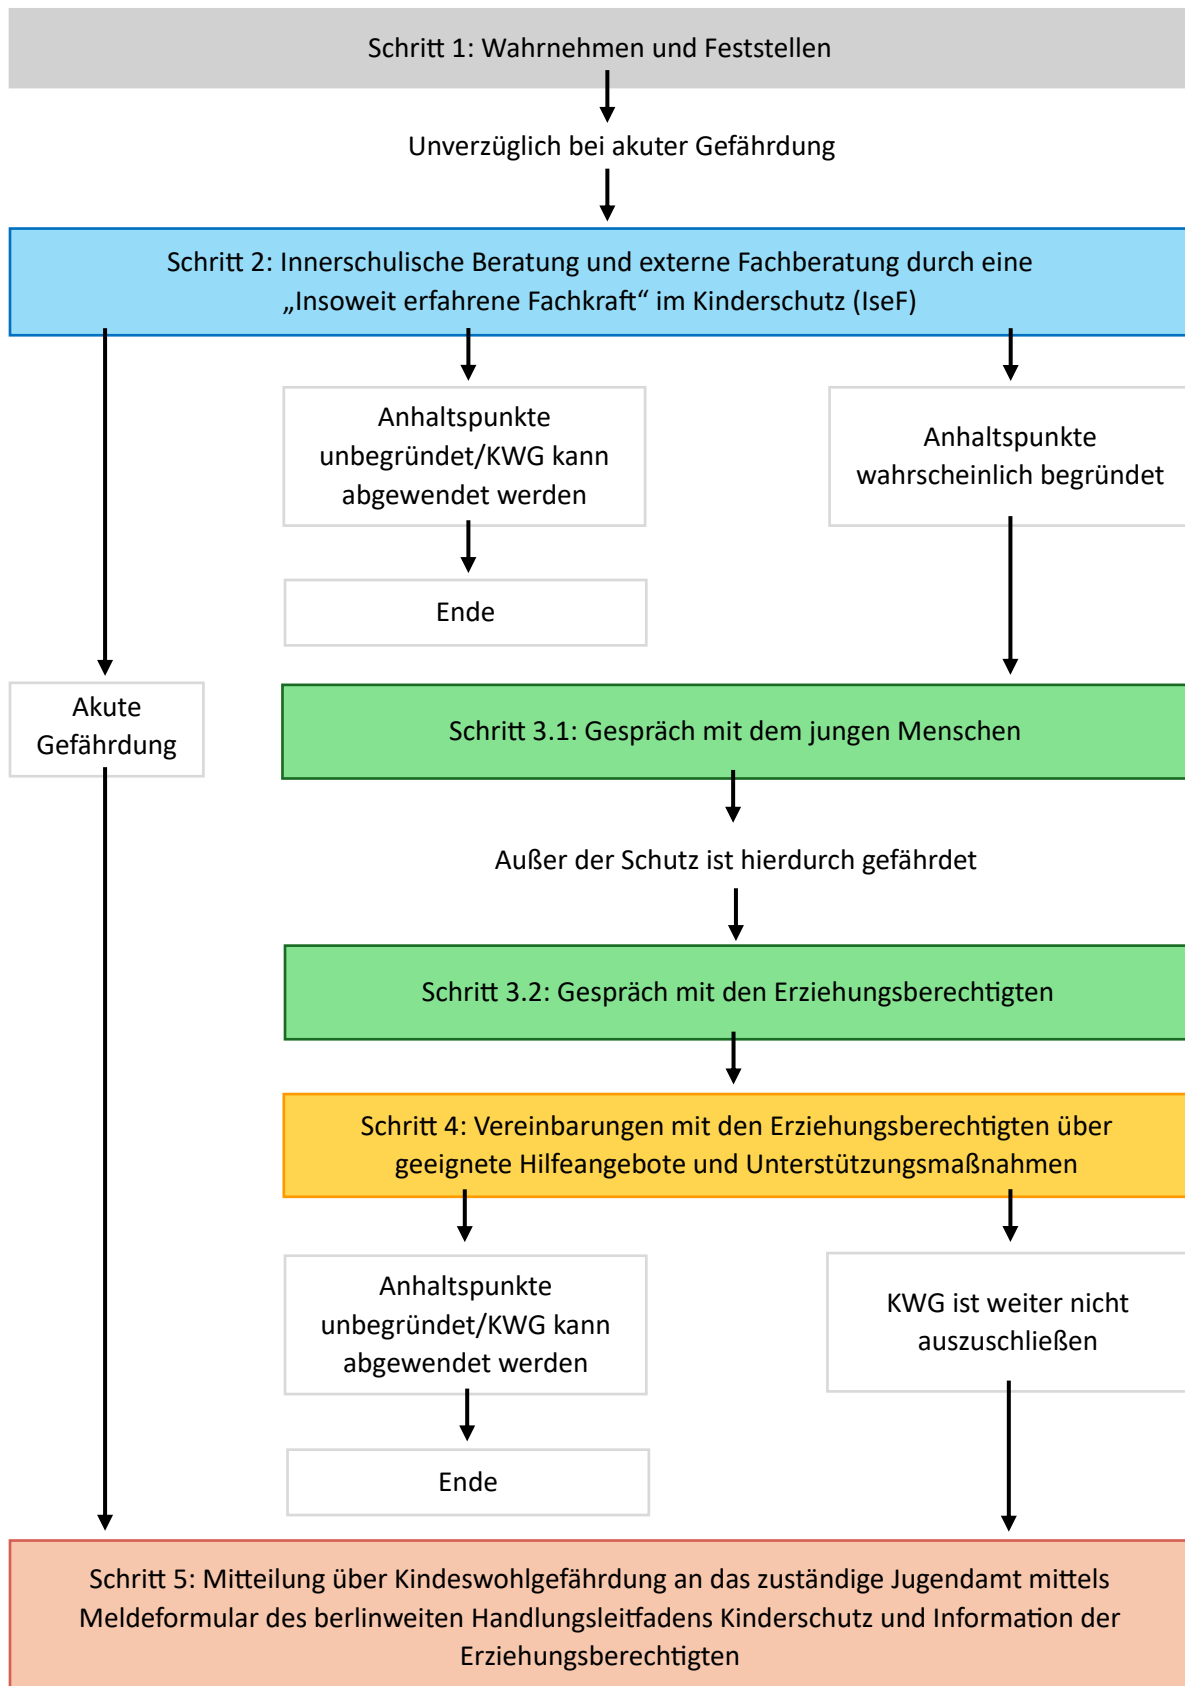 Schritt 1: Wahrnehmen und Feststellen
Unverzüglich bei akuter Gefährdung
Schritt 2: Innerschulische Beratung und externe Fachberatung durch eine
„Insoweit erfahrene Fachkraft“ im Kinderschutz (IseF)
Anhaltspunkte
unbegründet/KWG kann
abgewendet werden
Anhaltspunkte
wahrscheinlich begründet
Ende
Akute
Gefährdung
Schritt 3.1: Gespräch mit dem jungen Menschen
Außer der Schutz ist hierdurch gefährdet
Schritt 3.2: Gespräch mit den Erziehungsberechtigten
Schritt 4: Vereinbarungen mit den Erziehungsberechtigten über
geeignete Hilfeangebote und Unterstützungsmaßnahmen
Anhaltspunkte
unbegründet/KWG kann
abgewendet werden
KWG ist weiter nicht
auszuschließen
Ende
Schritt 5: Mitteilung über Kindeswohlgefährdung an das zuständige Jugendamt mittels
Meldeformular des berlinweiten Handlungsleitfadens Kinderschutz und Information der
Erziehungsberechtigten